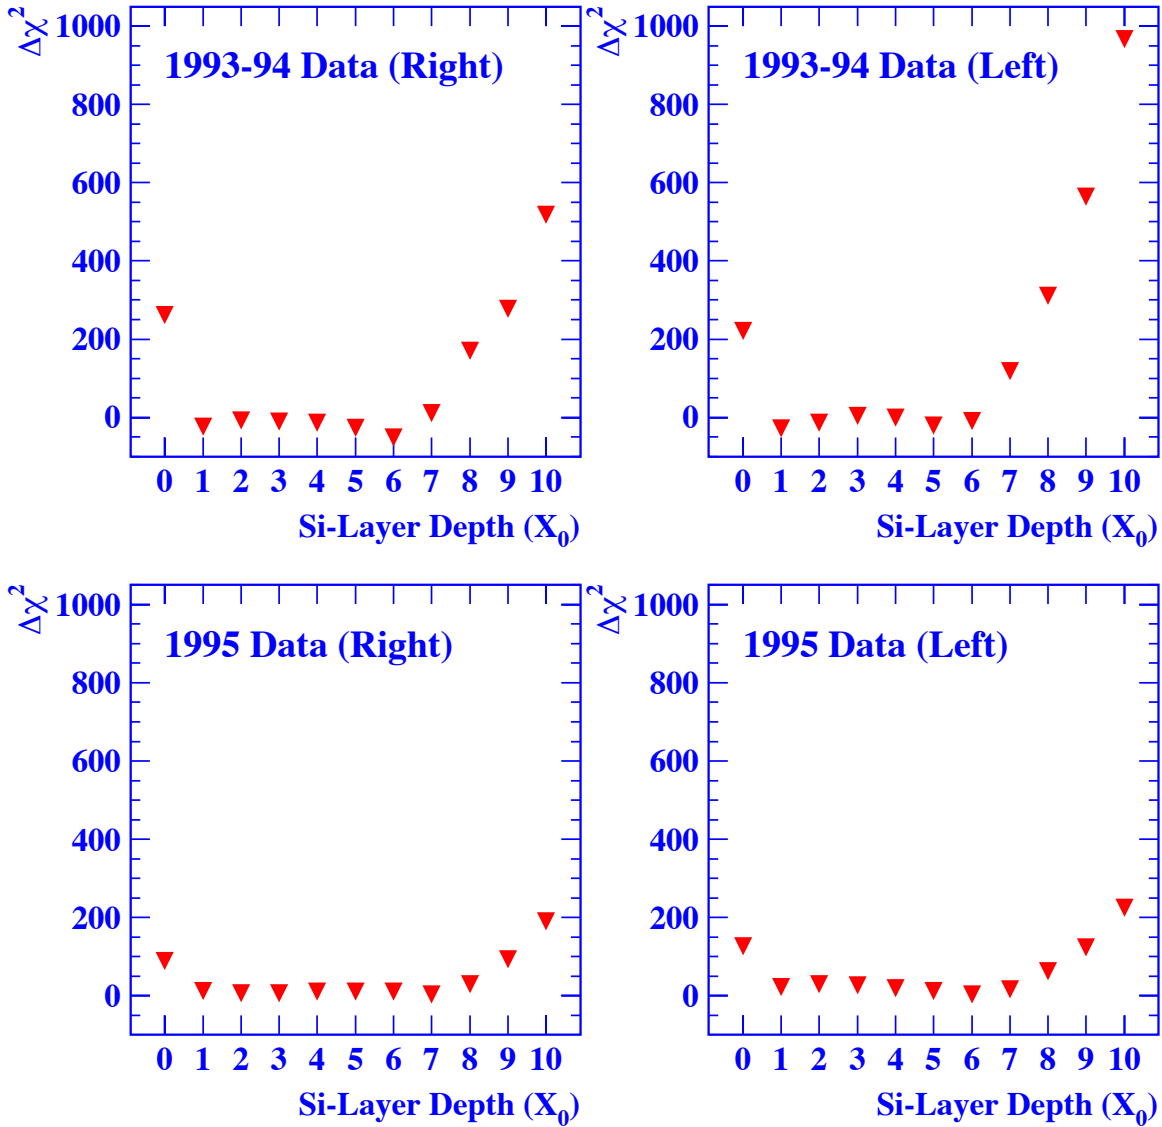 Δχ²
1000
800
600
400
200
0
1993-94 Data (Right)
0 1 2 3 4 5 6 7 8 9 10
Si-Layer Depth (X₀)
Δχ²
1000
800
600
400
200
0
1993-94 Data (Left)
0 1 2 3 4 5 6 7 8 9 10
Si-Layer Depth (X₀)
Δχ²
1000
800
600
400
200
0
1995 Data (Right)
0 1 2 3 4 5 6 7 8 9 10
Si-Layer Depth (X₀)
Δχ²
1000
800
600
400
200
0
1995 Data (Left)
0 1 2 3 4 5 6 7 8 9 10
Si-Layer Depth (X₀)